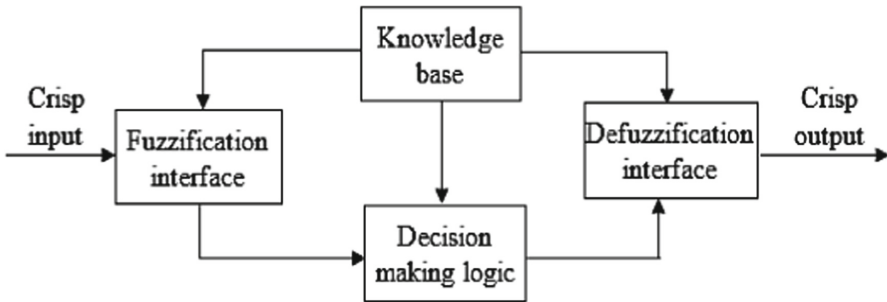 Knowledge
base
Crisp
input
Fuzzification
interface
Defuzzification
interface
Crisp
output
Decision
making logic